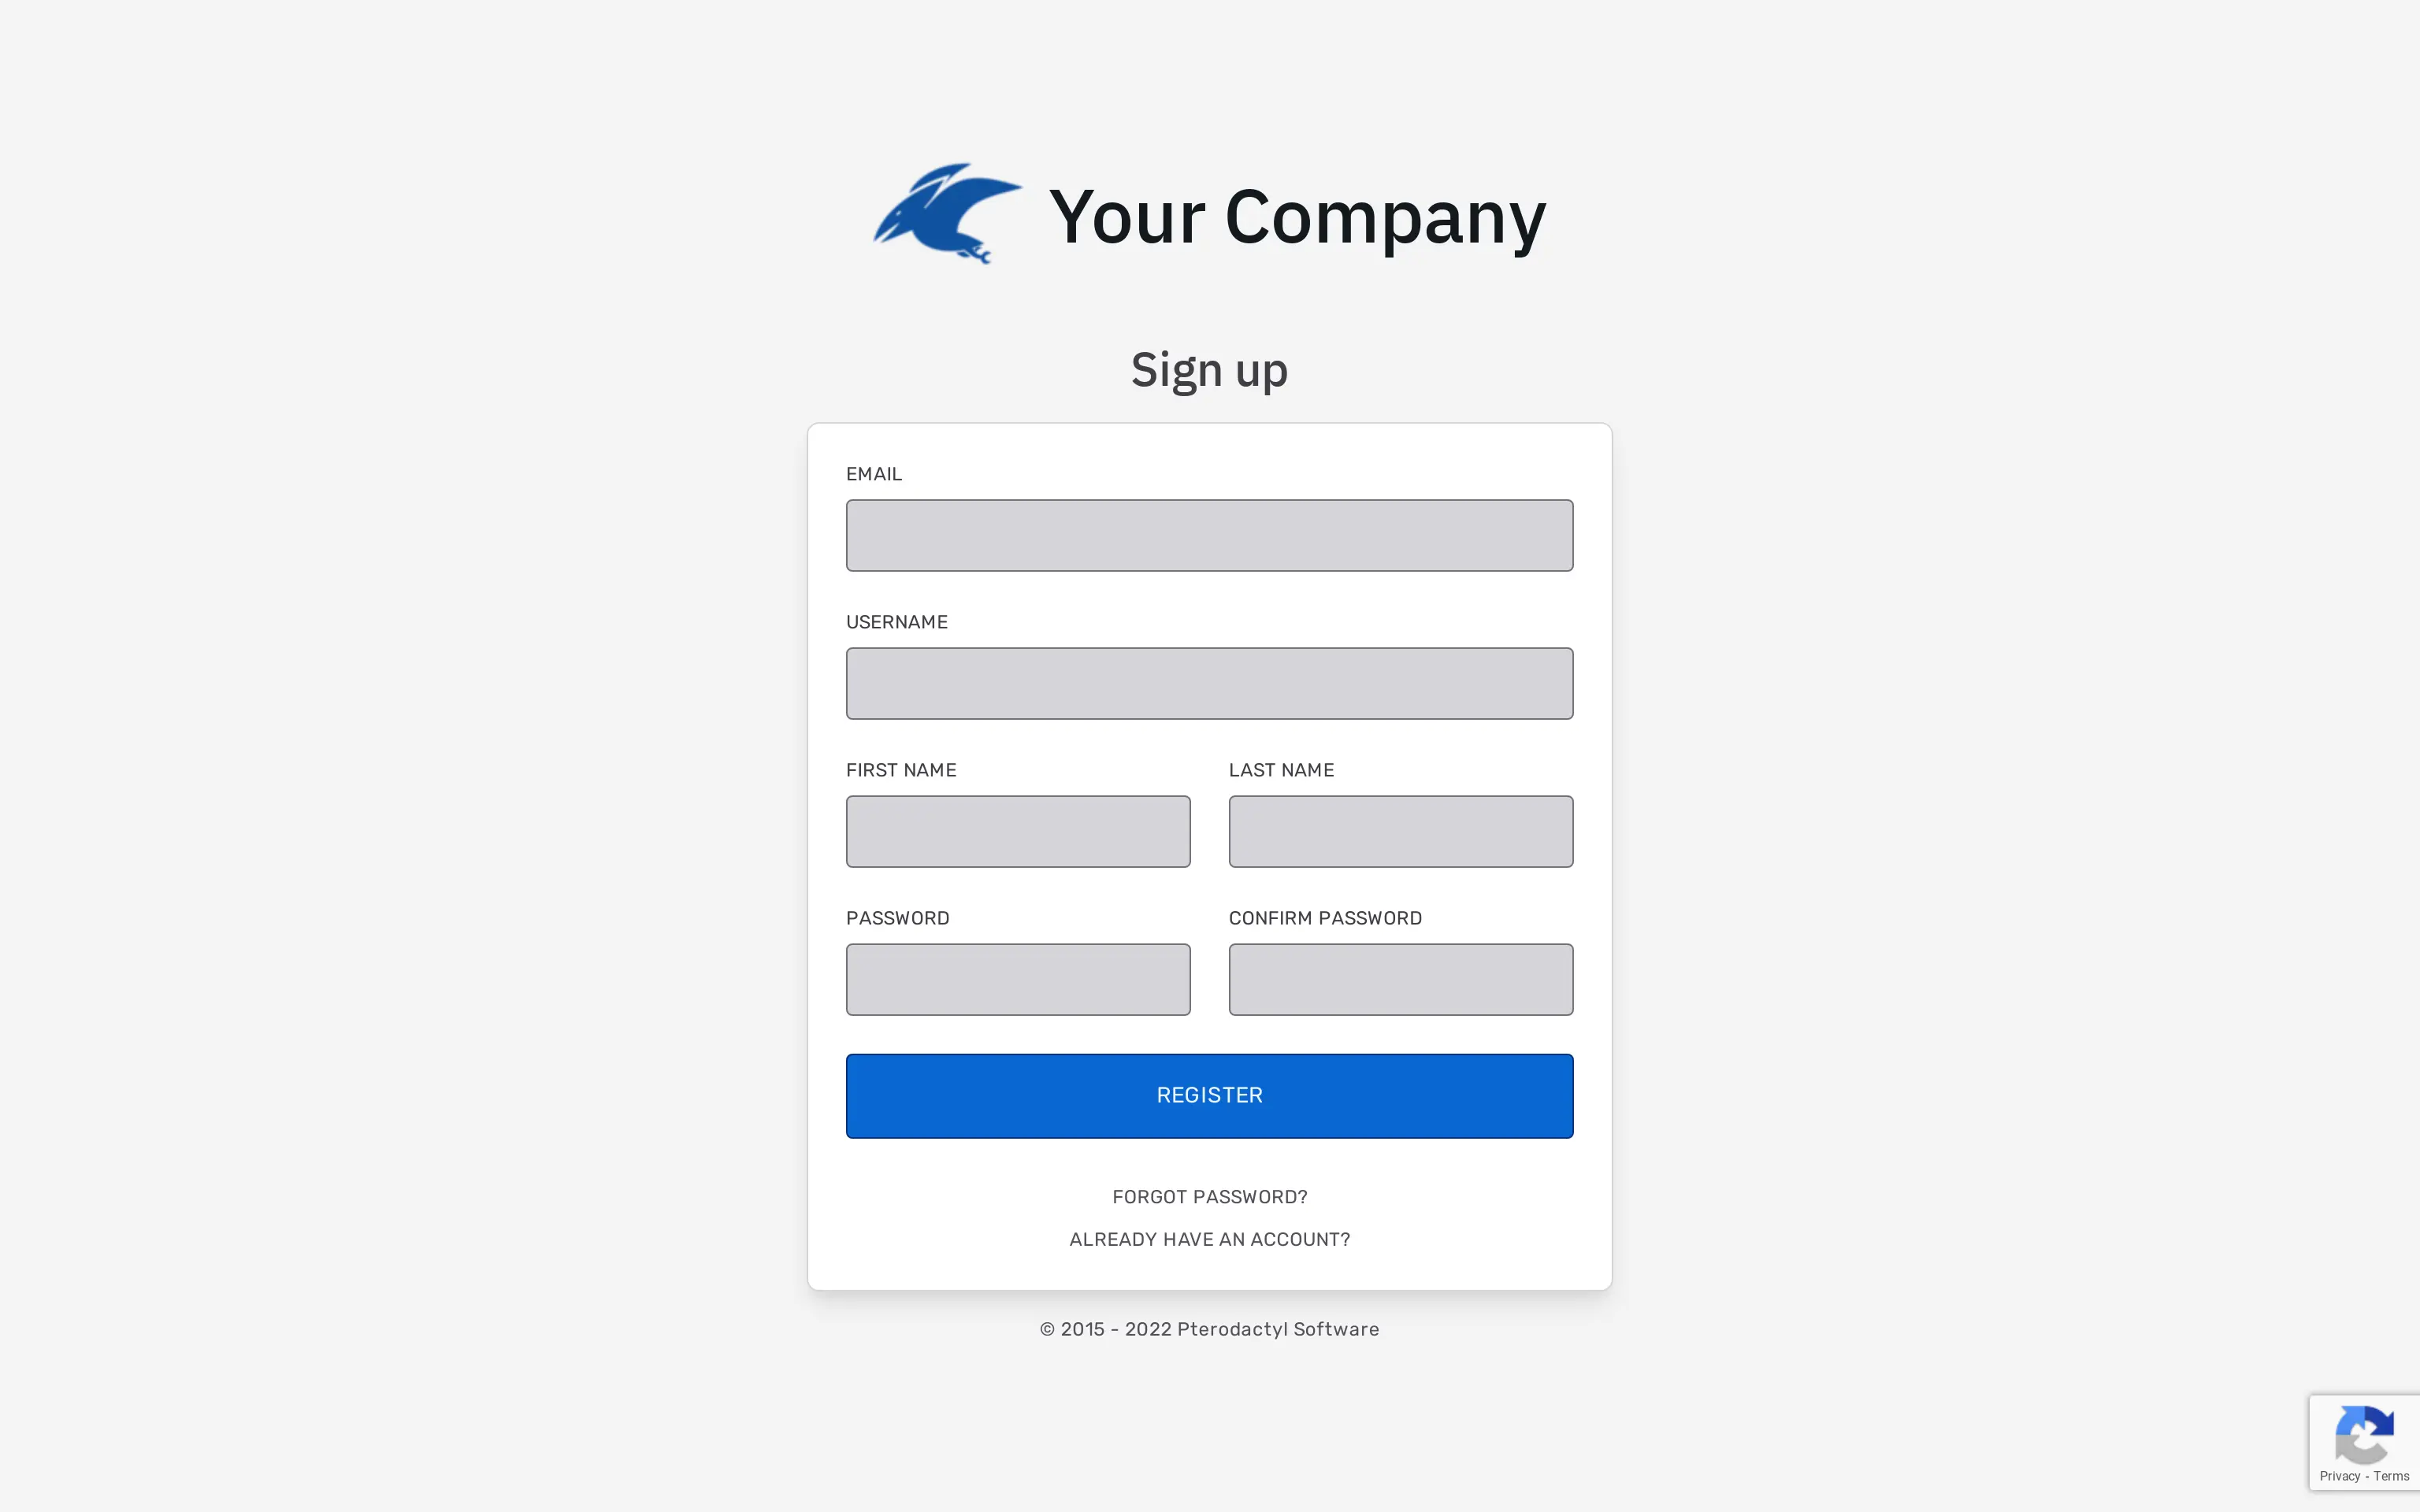 Your Company
Sign up
EMAIL
USERNAME
FIRST NAME
LAST NAME
PASSWORD
CONFIRM PASSWORD
REGISTER
FORGOT PASSWORD?
ALREADY HAVE AN ACCOUNT?
© 2015 - 2022 Pterodactyl Software
Privacy - Terms